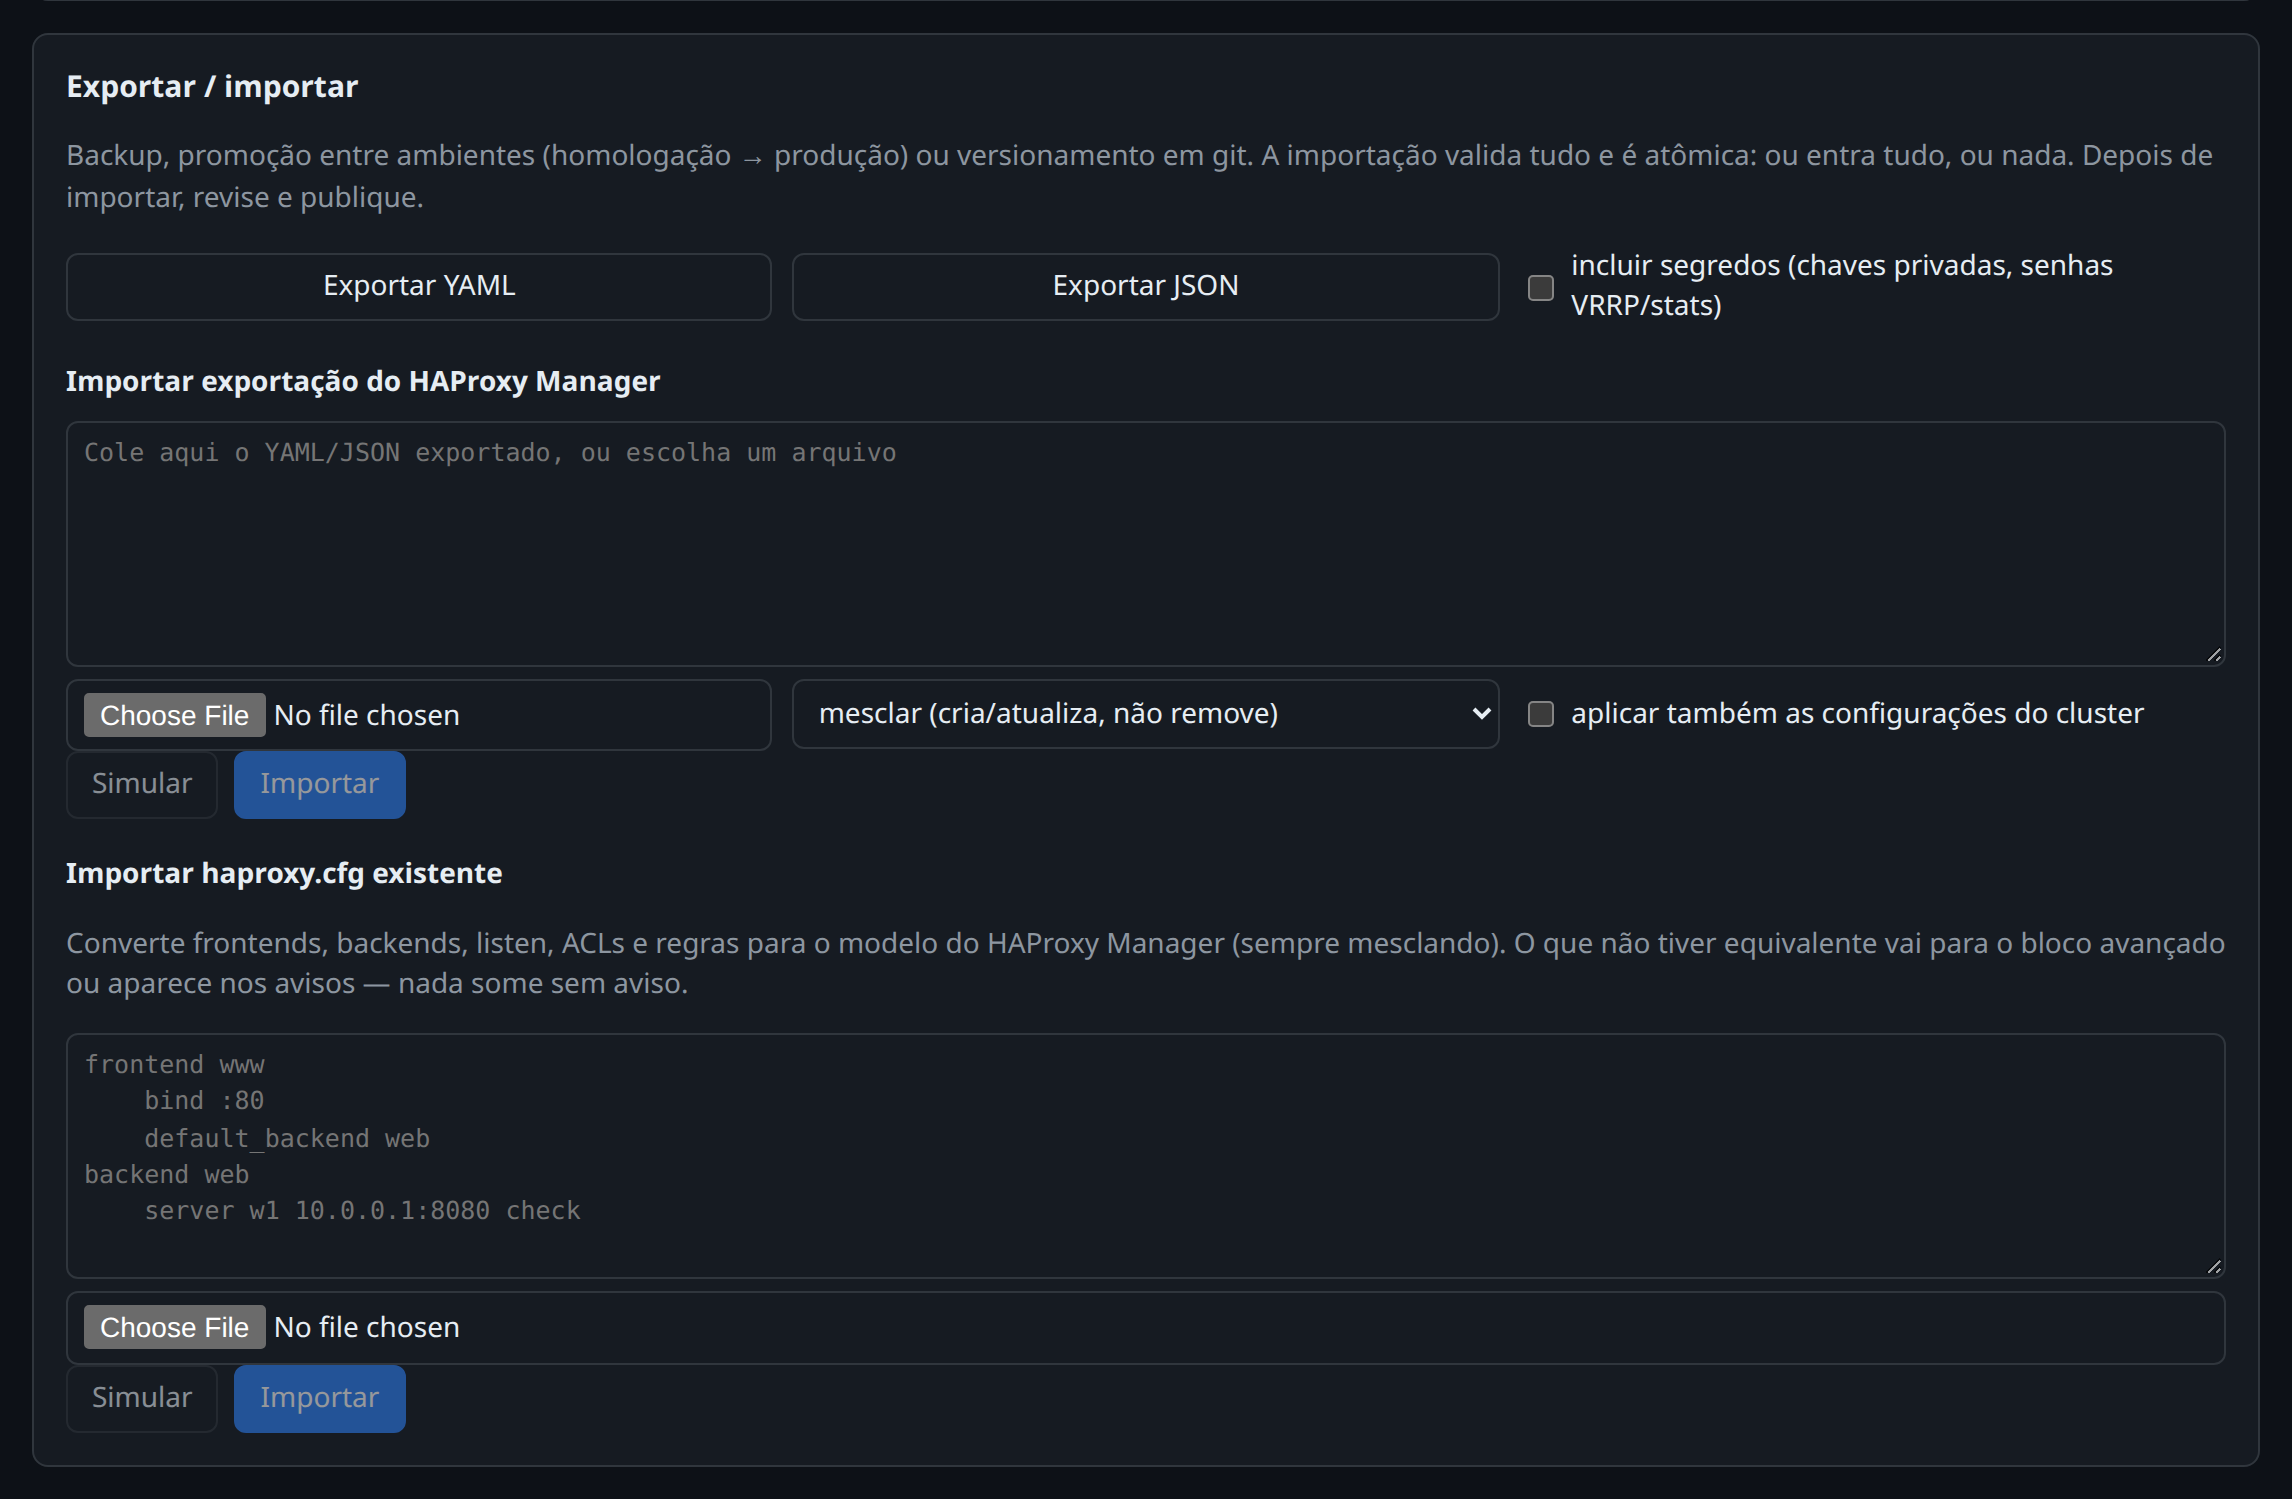 Exportar / importar
Backup, promoção entre ambientes (homologação → produção) ou versionamento em git. A importação valida tudo e é atômica: ou entra tudo, ou nada. Depois de
importar, revise e publique.
Exportar YAML
Exportar JSON
incluir segredos (chaves privadas, senhas
VRRP/stats)
Importar exportação do HAProxy Manager
Cole aqui o YAML/JSON exportado, ou escolha um arquivo
Choose File No file chosen
mesclar (cria/atualiza, não remove)
aplicar também as configurações do cluster
Simular
Importar
Importar haproxy.cfg existente
Converte frontends, backends, listen, ACLs e regras para o modelo do HAProxy Manager (sempre mesclando). O que não tiver equivalente vai para o bloco avançado
ou aparece nos avisos — nada some sem aviso.
frontend www
    bind :80
    default_backend web
backend web
    server w1 10.0.0.1:8080 check
Choose File No file chosen
Simular
Importar